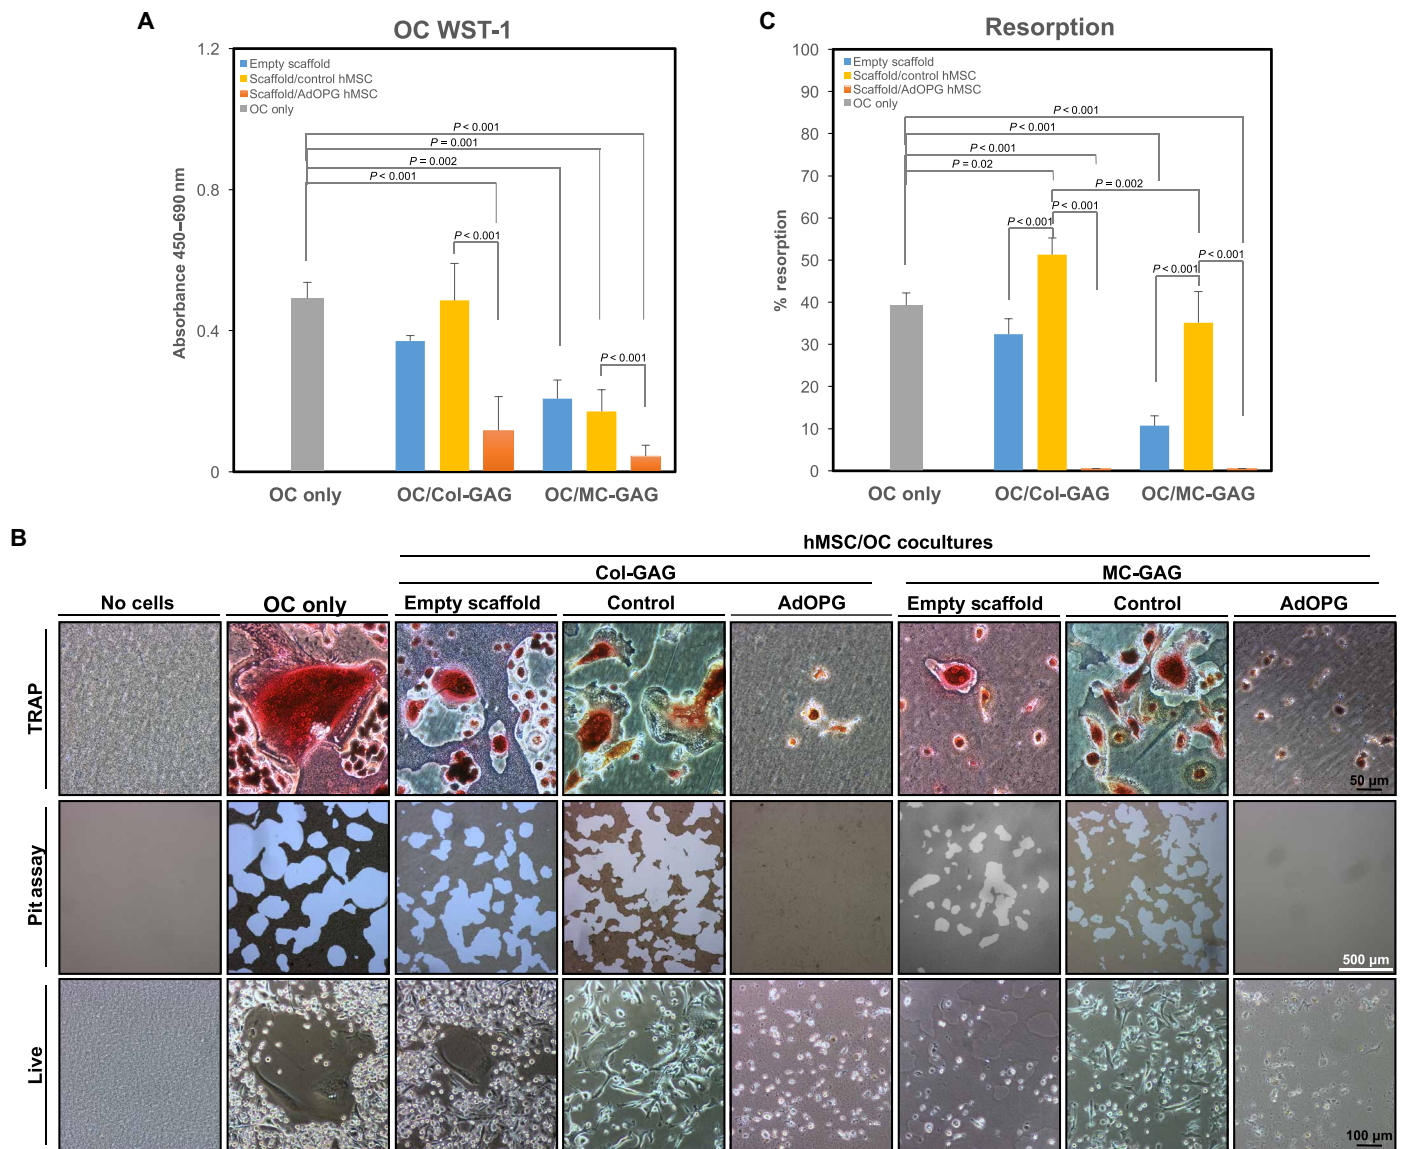 A
OC WST-1
1.2
0.8
0.4
0
Absorbance 450–690 nm
Empty scaffold
Scaffold/control hMSC
Scaffold/AdOPG hMSC
OC only
P < 0.001
P = 0.001
P = 0.002
P < 0.001
P < 0.001
P < 0.001
OC only
OC/Col-GAG
OC/MC-GAG
C
Resorption
100
90
80
70
60
50
40
30
20
10
0
% resorption
Empty scaffold
Scaffold/control hMSC
Scaffold/AdOPG hMSC
OC only
P < 0.001
P < 0.001
P < 0.001
P = 0.02
P = 0.002
P < 0.001
P < 0.001
P < 0.001
P < 0.001
OC only
OC/Col-GAG
OC/MC-GAG
B
hMSC/OC cocultures
Col-GAG
MC-GAG
No cells
OC only
Empty scaffold
Control
AdOPG
Empty scaffold
Control
AdOPG
TRAP
50 µm
Pit assay
500 µm
Live
100 µm